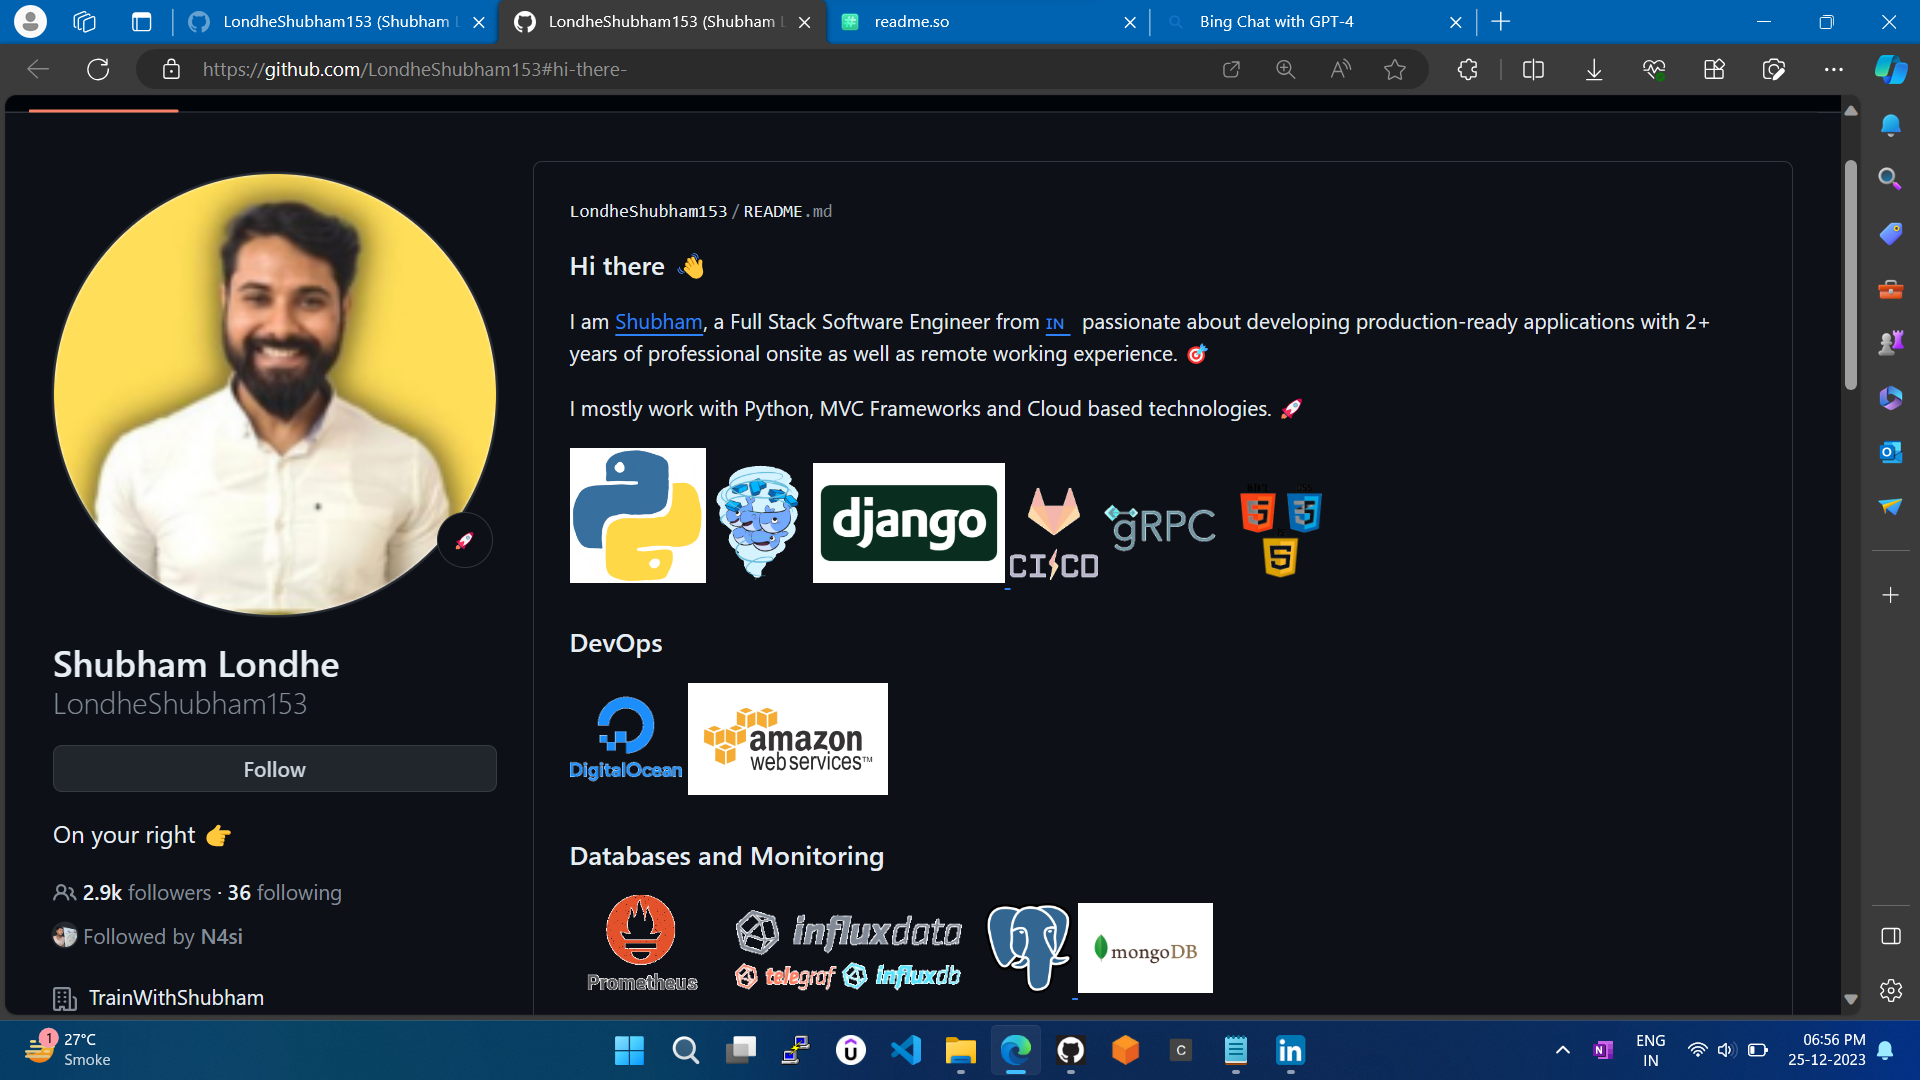 LondheShubham153 (Shubham L
LondheShubham153 (Shubham L
readme.so
Bing Chat with GPT-4
https://github.com/LondheShubham153#hi-there-
LondheShubham153/README.md
Hi there 👋
I am Shubham, a Full Stack Software Engineer from IN passionate about developing production-ready applications with 2+
years of professional onsite as well as remote working experience. 🎯
I mostly work with Python, MVC Frameworks and Cloud based technologies. 🚀
django
CI/CD
gRPC
5
3
5
DevOps
DigitalOcean
amazon
web services™
Databases and Monitoring
Prometheus
influxdata
telegraf influxdb
mongoDB
Shubham Londhe
LondheShubham153
Follow
On your right 👉
2.9k followers · 36 following
Followed by N4si
TrainWithShubham
1
27°C
Smoke
C
in
N
ENG
IN
06:56 PM
25-12-2023